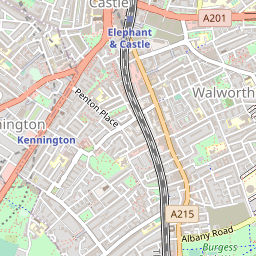 Castle
A201
Elephant
& Castle
Penton Place
Walworth
nington
Kennington
A215
Albany Road
Burgess